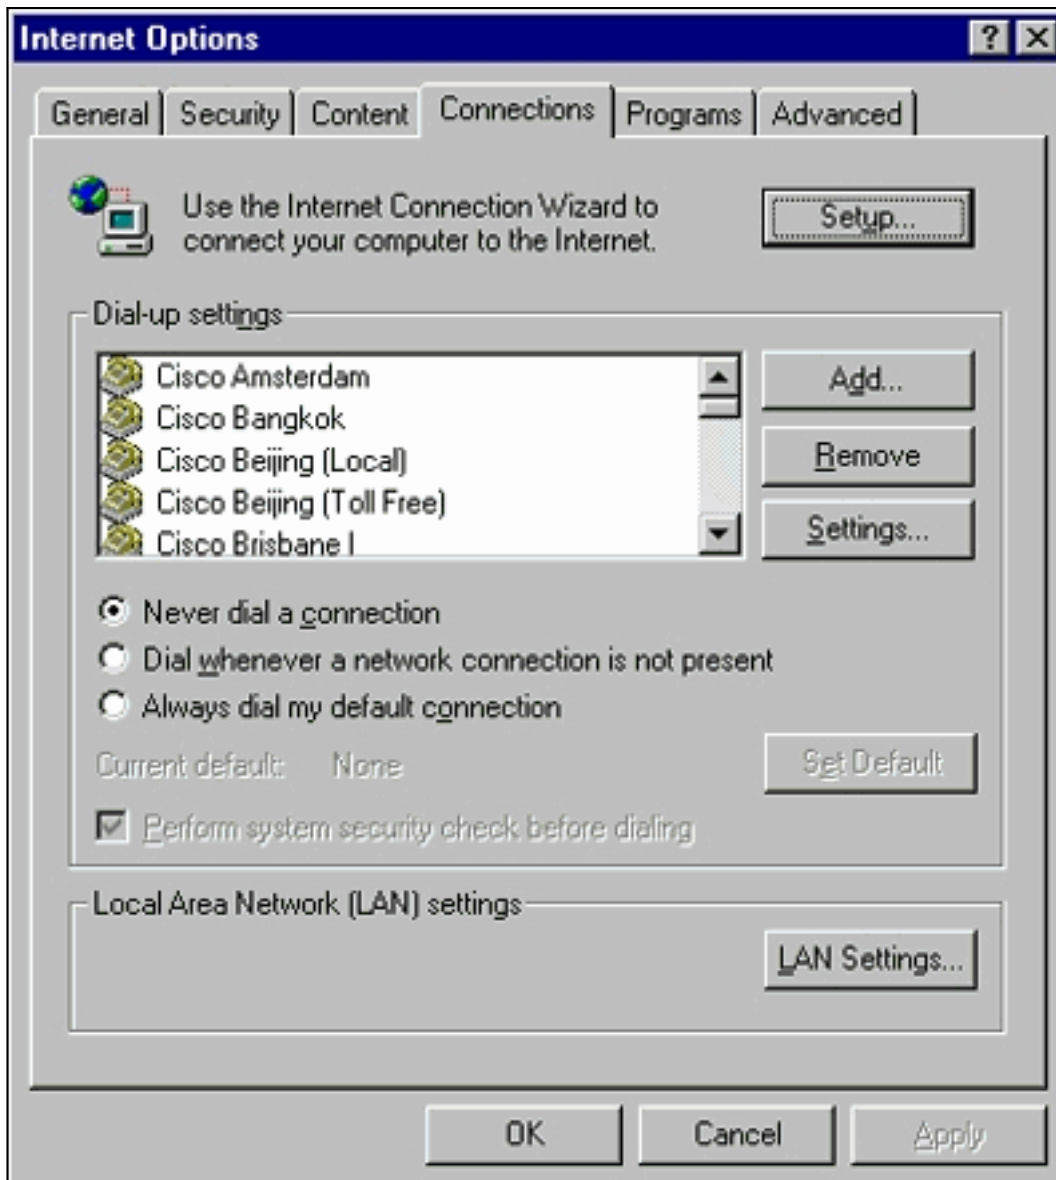 Internet Options
General Security Content Connections Programs Advanced
Use the Internet Connection Wizard to
connect your computer to the Internet.
Setup...
Dial-up settings
Cisco Amsterdam
Cisco Bangkok
Cisco Beijing (Local)
Cisco Beijing (Toll Free)
Cisco Brisbane I
Add...
Remove
Settings...
Never dial a connection
Dial whenever a network connection is not present
Always dial my default connection
Current default: None
Set Default
Perform system security check before dialing
Local Area Network (LAN) settings
LAN Settings...
OK Cancel Apply